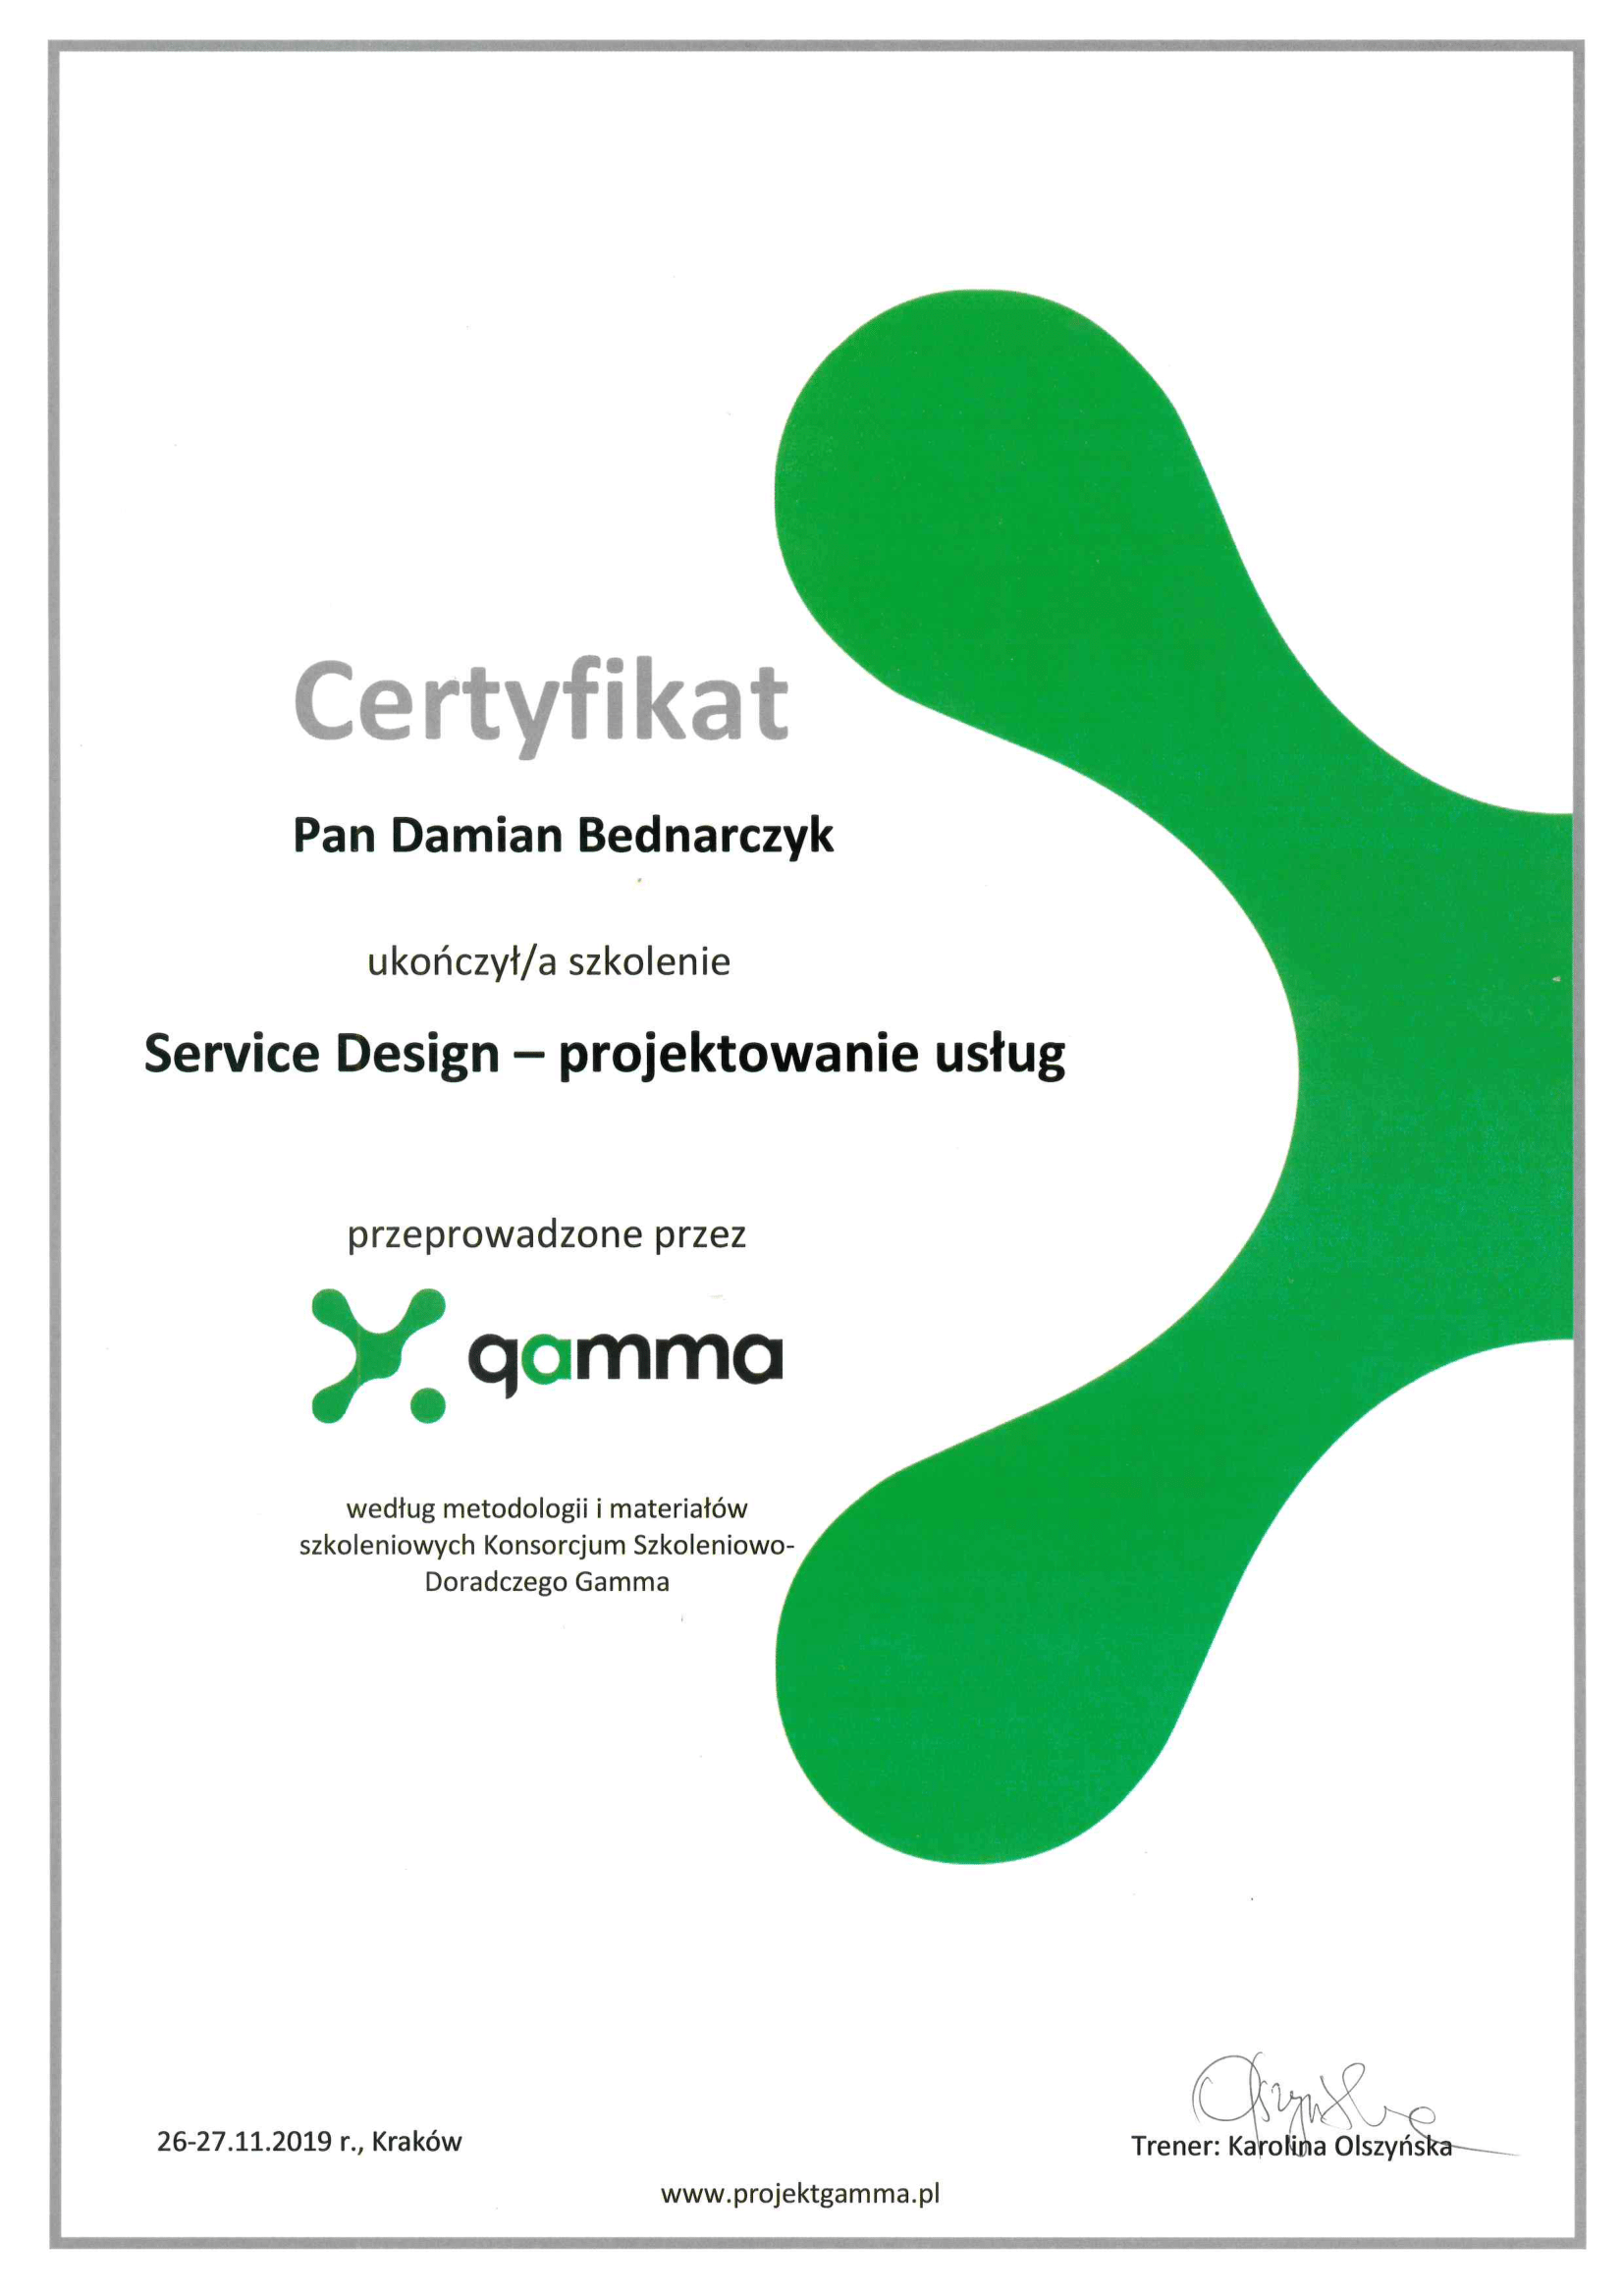 Certyfikat
Pan Damian Bednarczyk
ukończył/a szkolenie
Service Design – projektowanie usług
przeprowadzone przez
gamma
według metodologii i materiałów
szkoleniowych Konsorcjum Szkoleniowo-
Doradczego Gamma
Olszyńska
26-27.11.2019 r., Kraków
Trener: Karolina Olszyńska
www.projektgamma.pl